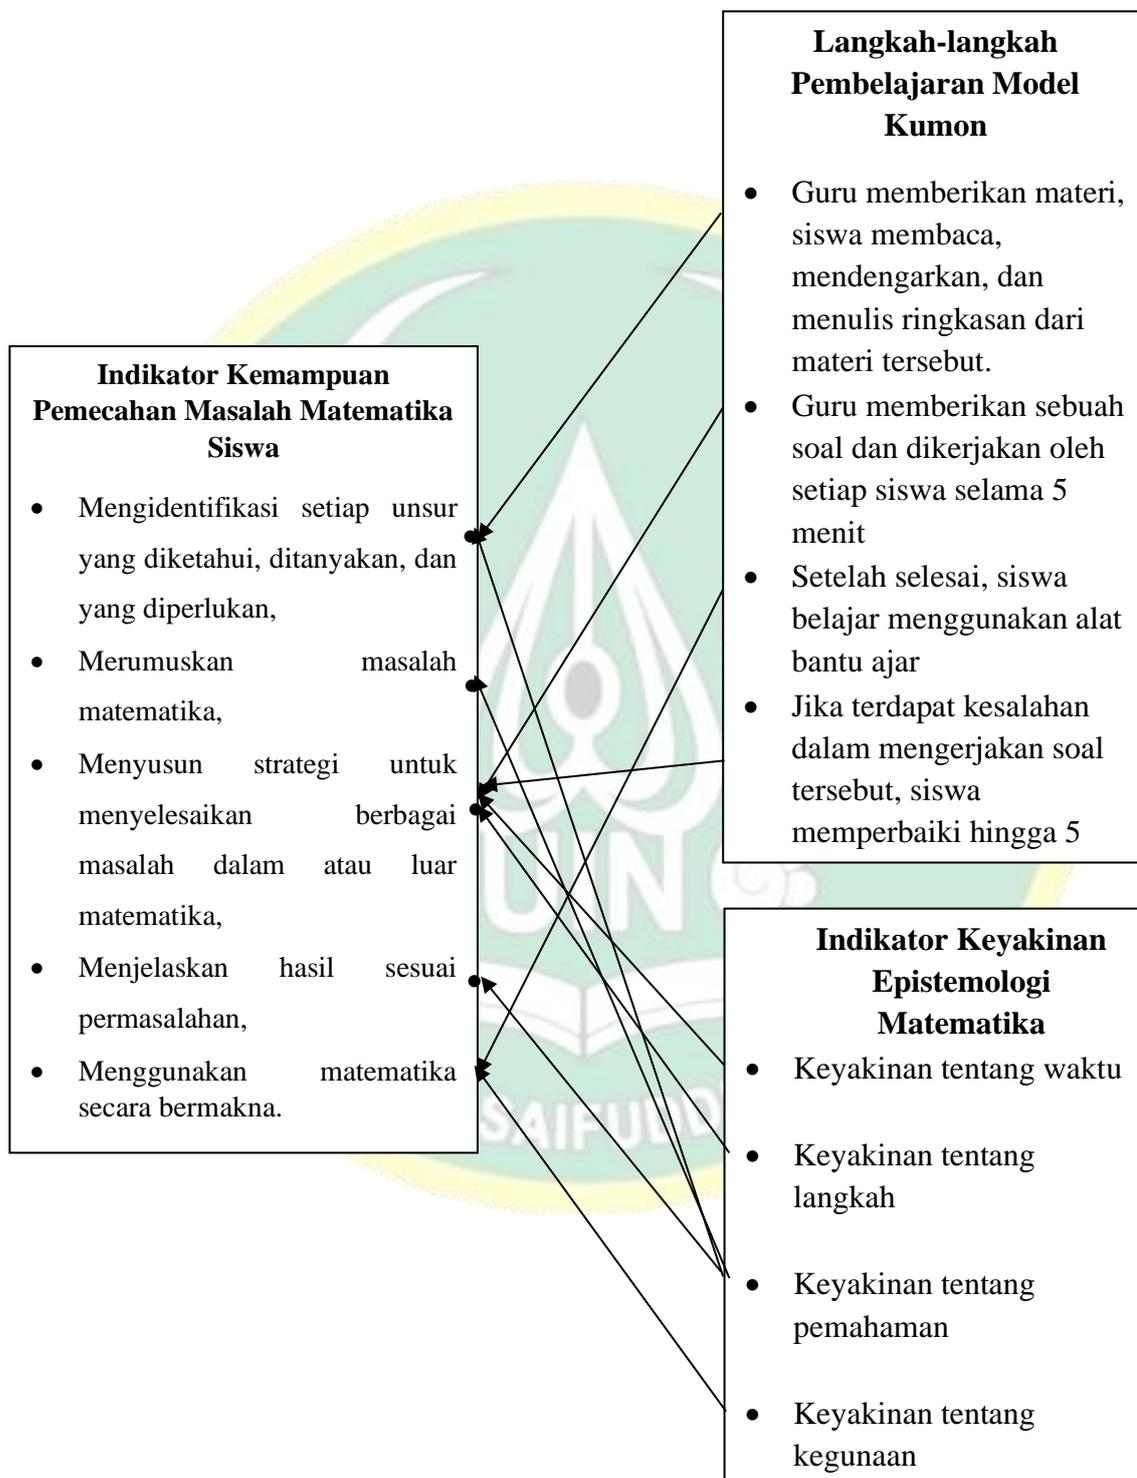 Langkah-langkah
Pembelajaran Model
Kumon
• Guru memberikan materi,
siswa membaca,
mendengarkan, dan
menulis ringkasan dari
materi tersebut.
• Guru memberikan sebuah
soal dan dikerjakan oleh
setiap siswa selama 5
menit
• Setelah selesai, siswa
belajar menggunakan alat
bantu ajar
• Jika terdapat kesalahan
dalam mengerjakan soal
tersebut, siswa
memperbaiki hingga 5
Indikator Kemampuan
Pemecahan Masalah Matematika
Siswa
• Mengidentifikasi setiap unsur
yang diketahui, ditanyakan, dan
yang diperlukan,
• Merumuskan masalah
matematika,
• Menyusun strategi untuk
menyelesaikan berbagai
masalah dalam atau luar
matematika,
• Menjelaskan hasil sesuai
permasalahan,
• Menggunakan matematika
secara bermakna.
Indikator Keyakinan
Epistemologi
Matematika
• Keyakinan tentang waktu
• Keyakinan tentang
langkah
• Keyakinan tentang
pemahaman
• Keyakinan tentang
kegunaan
UIN